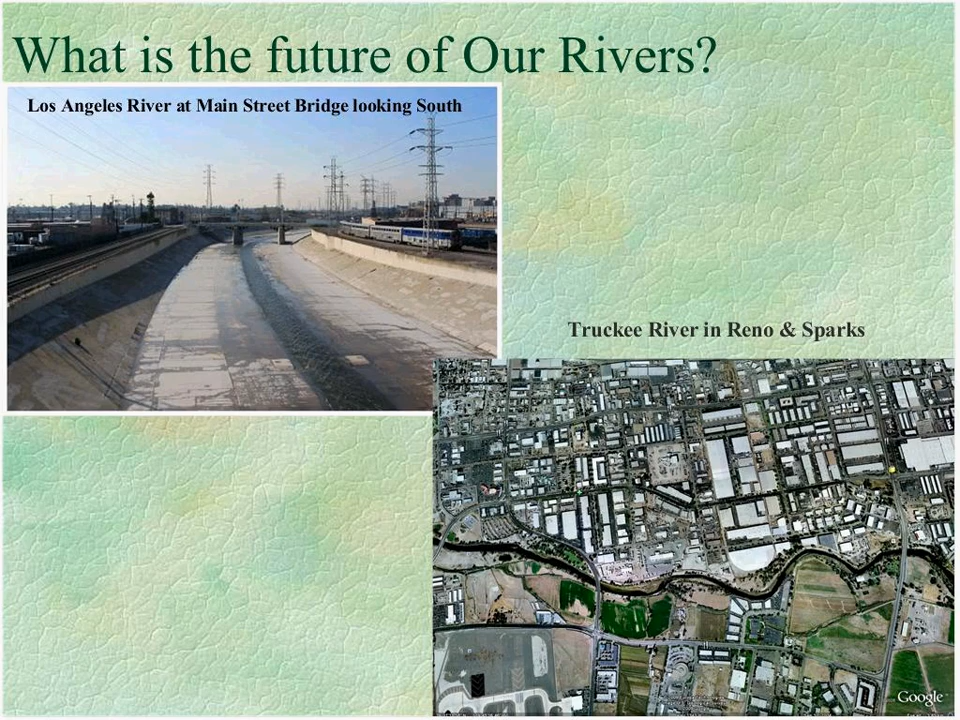 What is the future of Our Rivers?
Los Angeles River at Main Street Bridge looking South
Truckee River in Reno & Sparks
Google